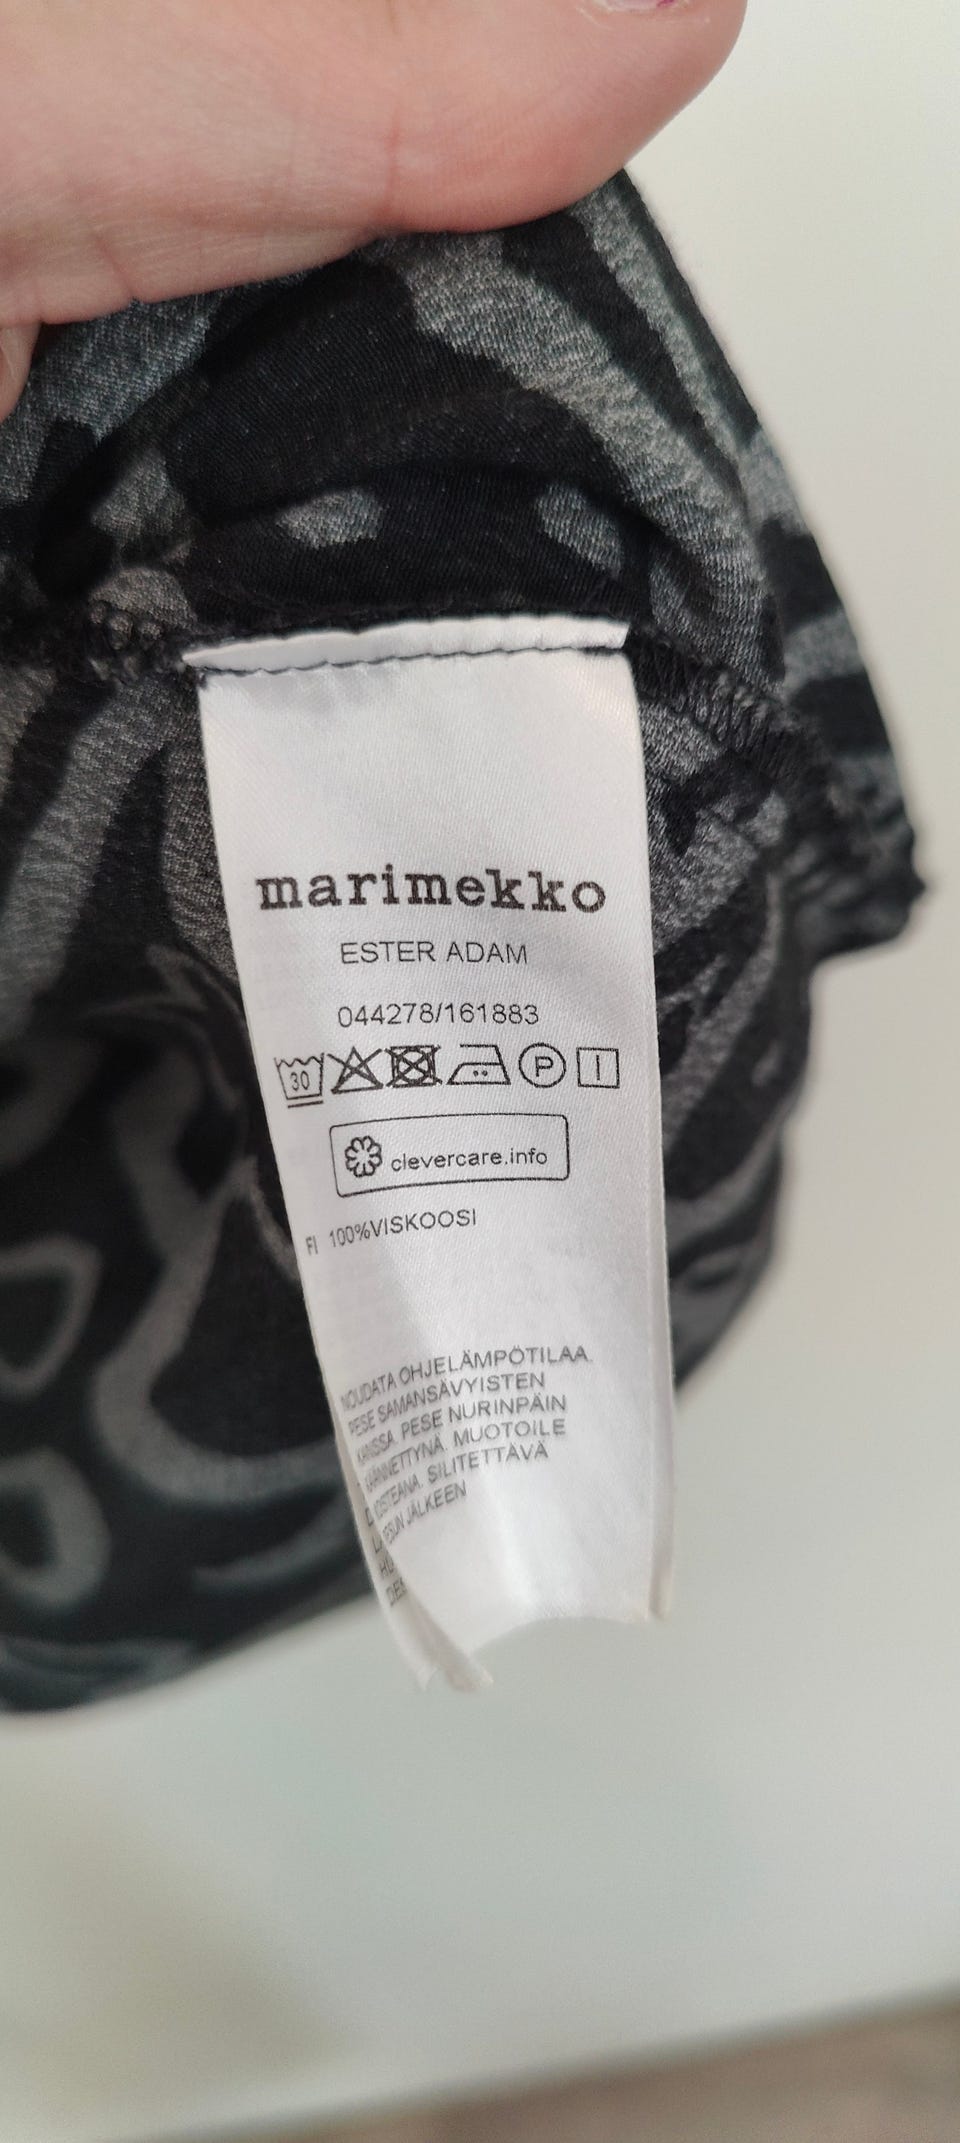 marimekko
ESTER ADAM
044278/161883
30 P
clevercare.info
FI 100%VISKOOSI
NOUDATA OHJELÄMPÖTILAA.
PESE SAMANSÄVYISTEN
KANSSA. PESE NURINPÄIN
KÄÄNNETTYNÄ. MUOTOILE
KOSTEANA. SILITETTÄVÄ
PESUN JÄLKEEN